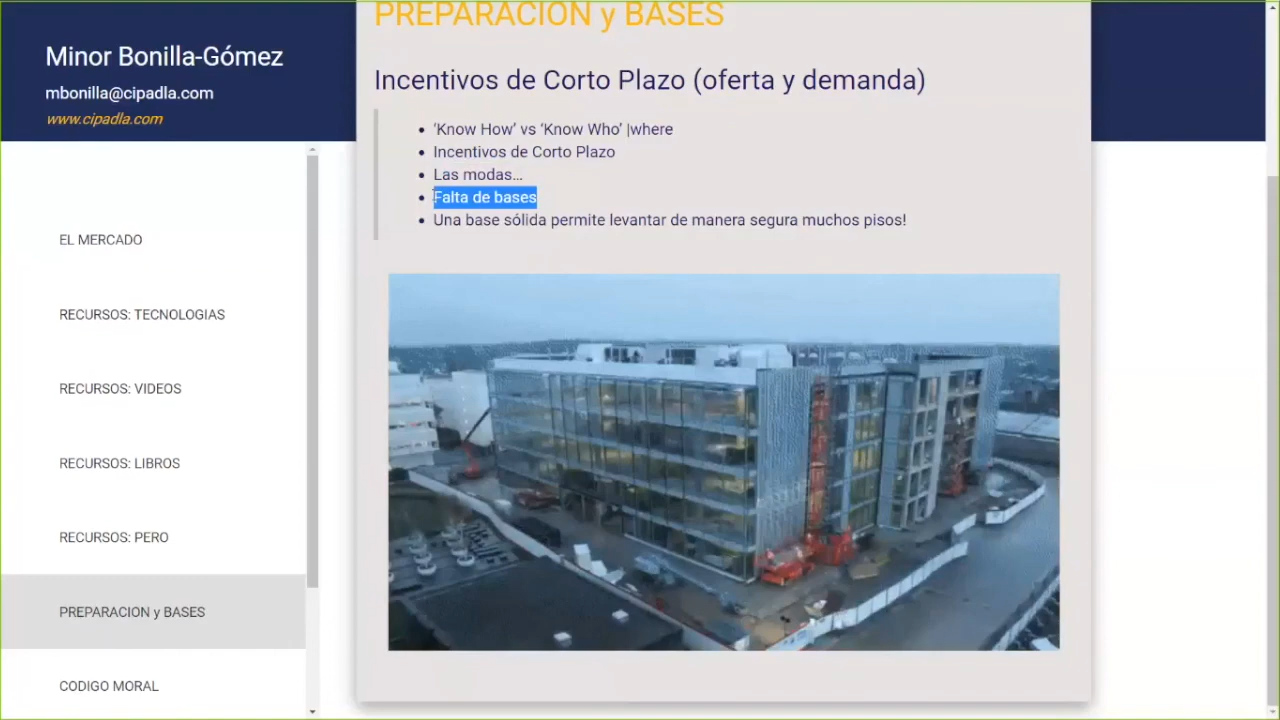 PREPARACION y BASES
Minor Bonilla-Gómez
mbonilla@cipadla.com
www.cipadla.com
Incentivos de Corto Plazo (oferta y demanda)
‘Know How’ vs ‘Know Who’ |where
Incentivos de Corto Plazo
Las modas…
Falta de bases
Una base sólida permite levantar de manera segura muchos pisos!
EL MERCADO
RECURSOS: TECNOLOGIAS
RECURSOS: VIDEOS
RECURSOS: LIBROS
RECURSOS: PERO
PREPARACION y BASES
CODIGO MORAL